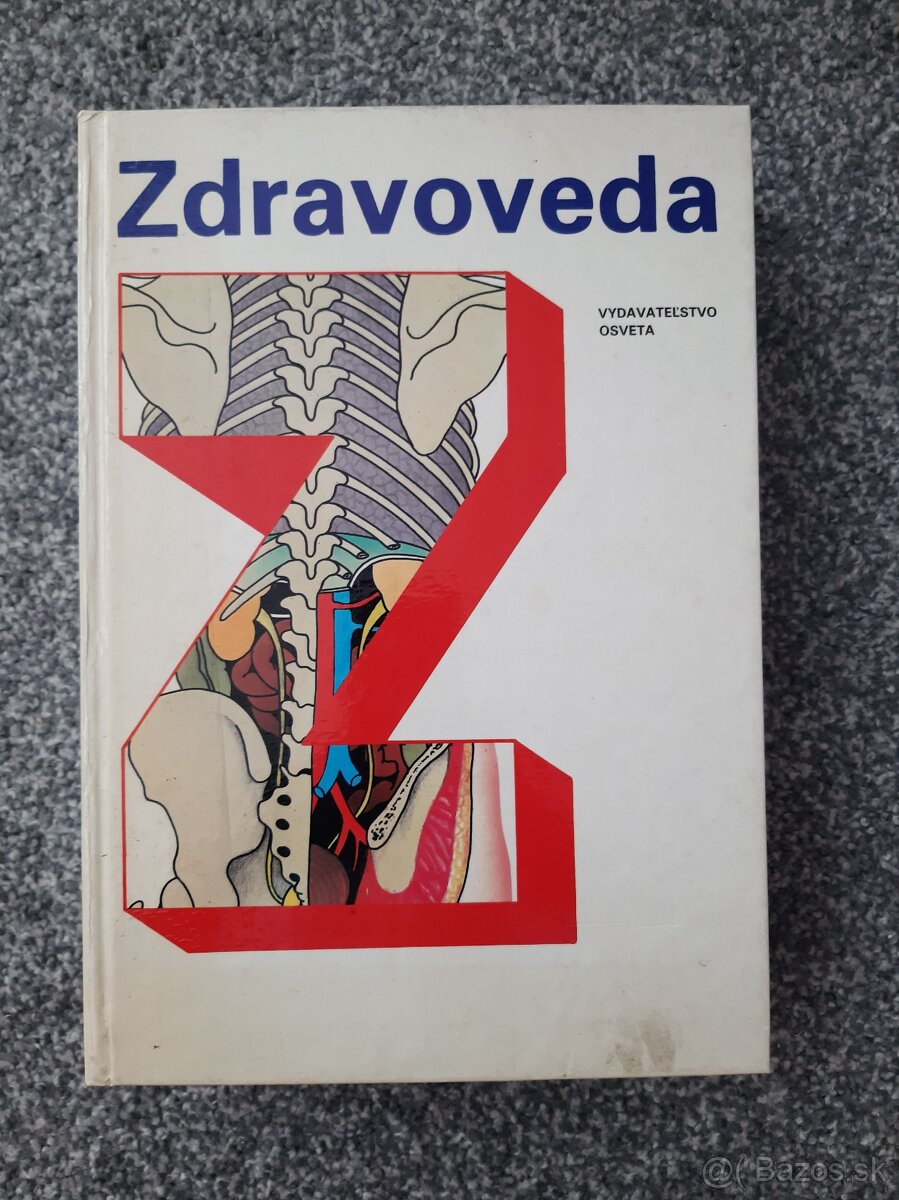 Zdravoveda
VYDAVATEĽSTVO
OSVETA
@( Bazos.sk